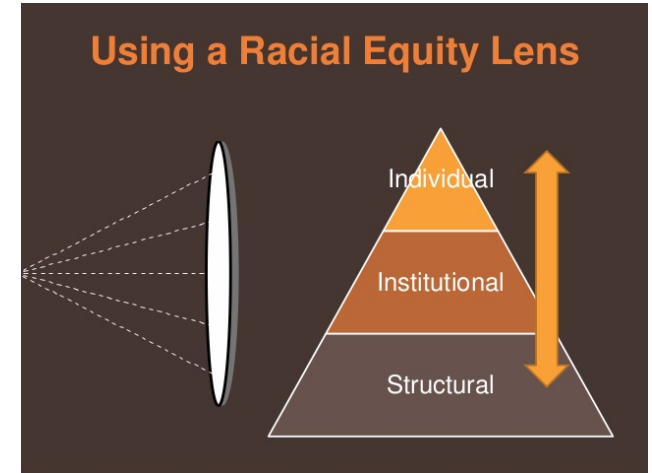 Using a Racial Equity Lens
Individual
Institutional
Structural